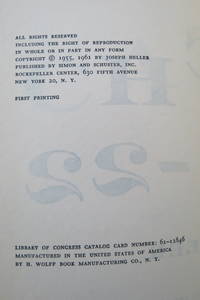 ALL RIGHTS RESERVED
INCLUDING THE RIGHT OF REPRODUCTION
IN WHOLE OR IN PART IN ANY FORM
COPYRIGHT © 1955, 1961 BY JOSEPH HELLER
PUBLISHED BY SIMON AND SCHUSTER, INC.
ROCKEFELLER CENTER, 630 FIFTH AVENUE
NEW YORK 20, N. Y.
FIRST PRINTING
LIBRARY OF CONGRESS CATALOG CARD NUMBER: 61-12846
MANUFACTURED IN THE UNITED STATES OF AMERICA
BY H. WOLFF BOOK MANUFACTURING CO., N. Y.